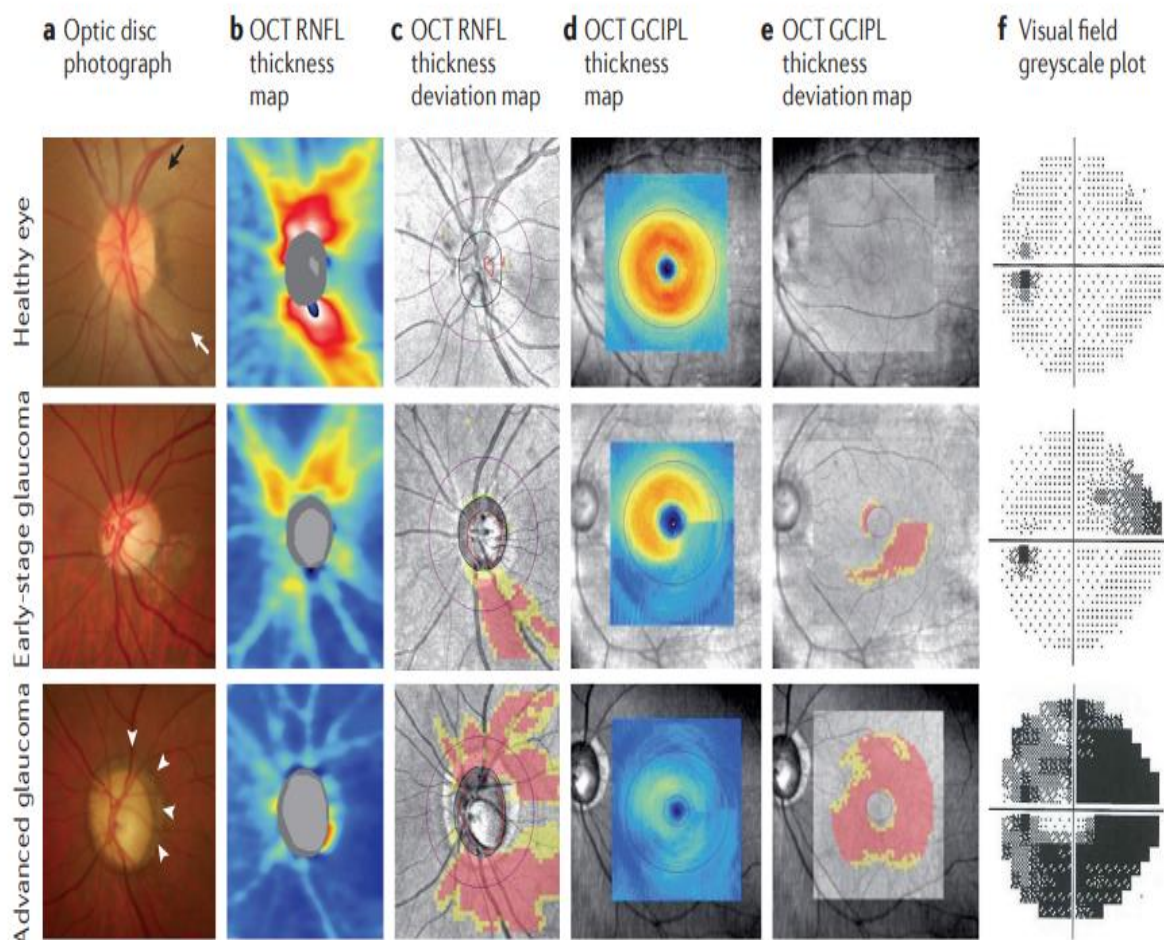 a Optic disc
photograph
b OCT RNFL
thickness
map
c OCT RNFL
thickness
deviation map
d OCT GCIPL
thickness
map
e OCT GCIPL
thickness
deviation map
f Visual field
greyscale plot
Healthy eye
Early-stage glaucoma
Advanced glaucoma